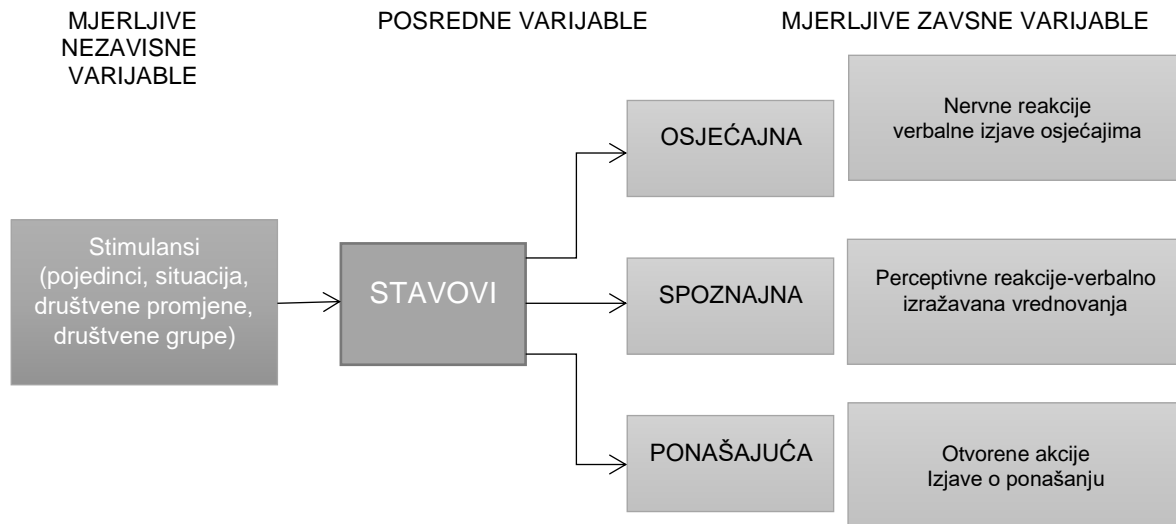 MJERLJIVE
NEZAVISNE
VARIJABLE
POSREDNE VARIJABLE
MJERLJIVE ZAVSNE VARIJABLE
Stimulansi
(pojedinci, situacija,
društvene promjene,
društvene grupe)
STAVOVI
OSJEĆAJNA
Nervne reakcije
verbalne izjave osjećajima
SPOZNAJNA
Perceptivne reakcije-verbalno
izražavana vrednovanja
PONAŠAJUĆA
Otvorene akcije
Izjave o ponašanju